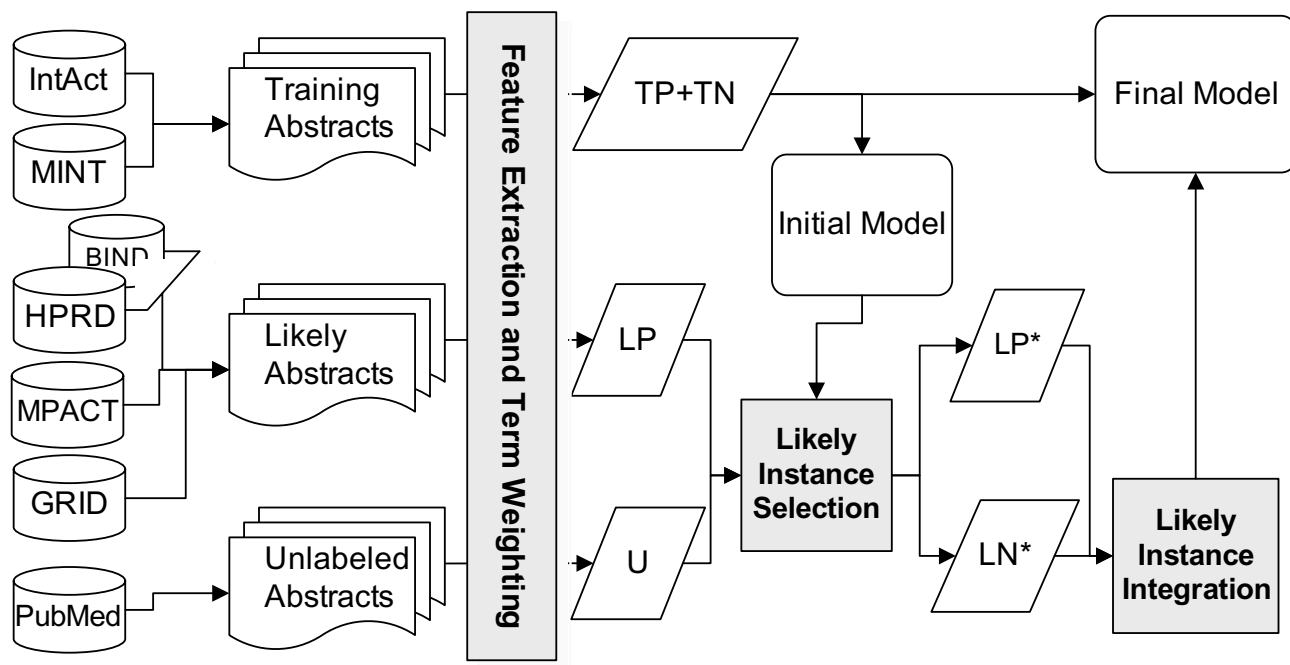 IntAct
MINT
BIND
HPRD
MPACT
GRID
PubMed
Training
Abstracts
Likely
Abstracts
Unlabeled
Abstracts
Feature Extraction and Term Weighting
TP+TN
LP
U
Initial Model
Likely
Instance
Selection
LP*
LN*
Likely
Instance
Integration
Final Model